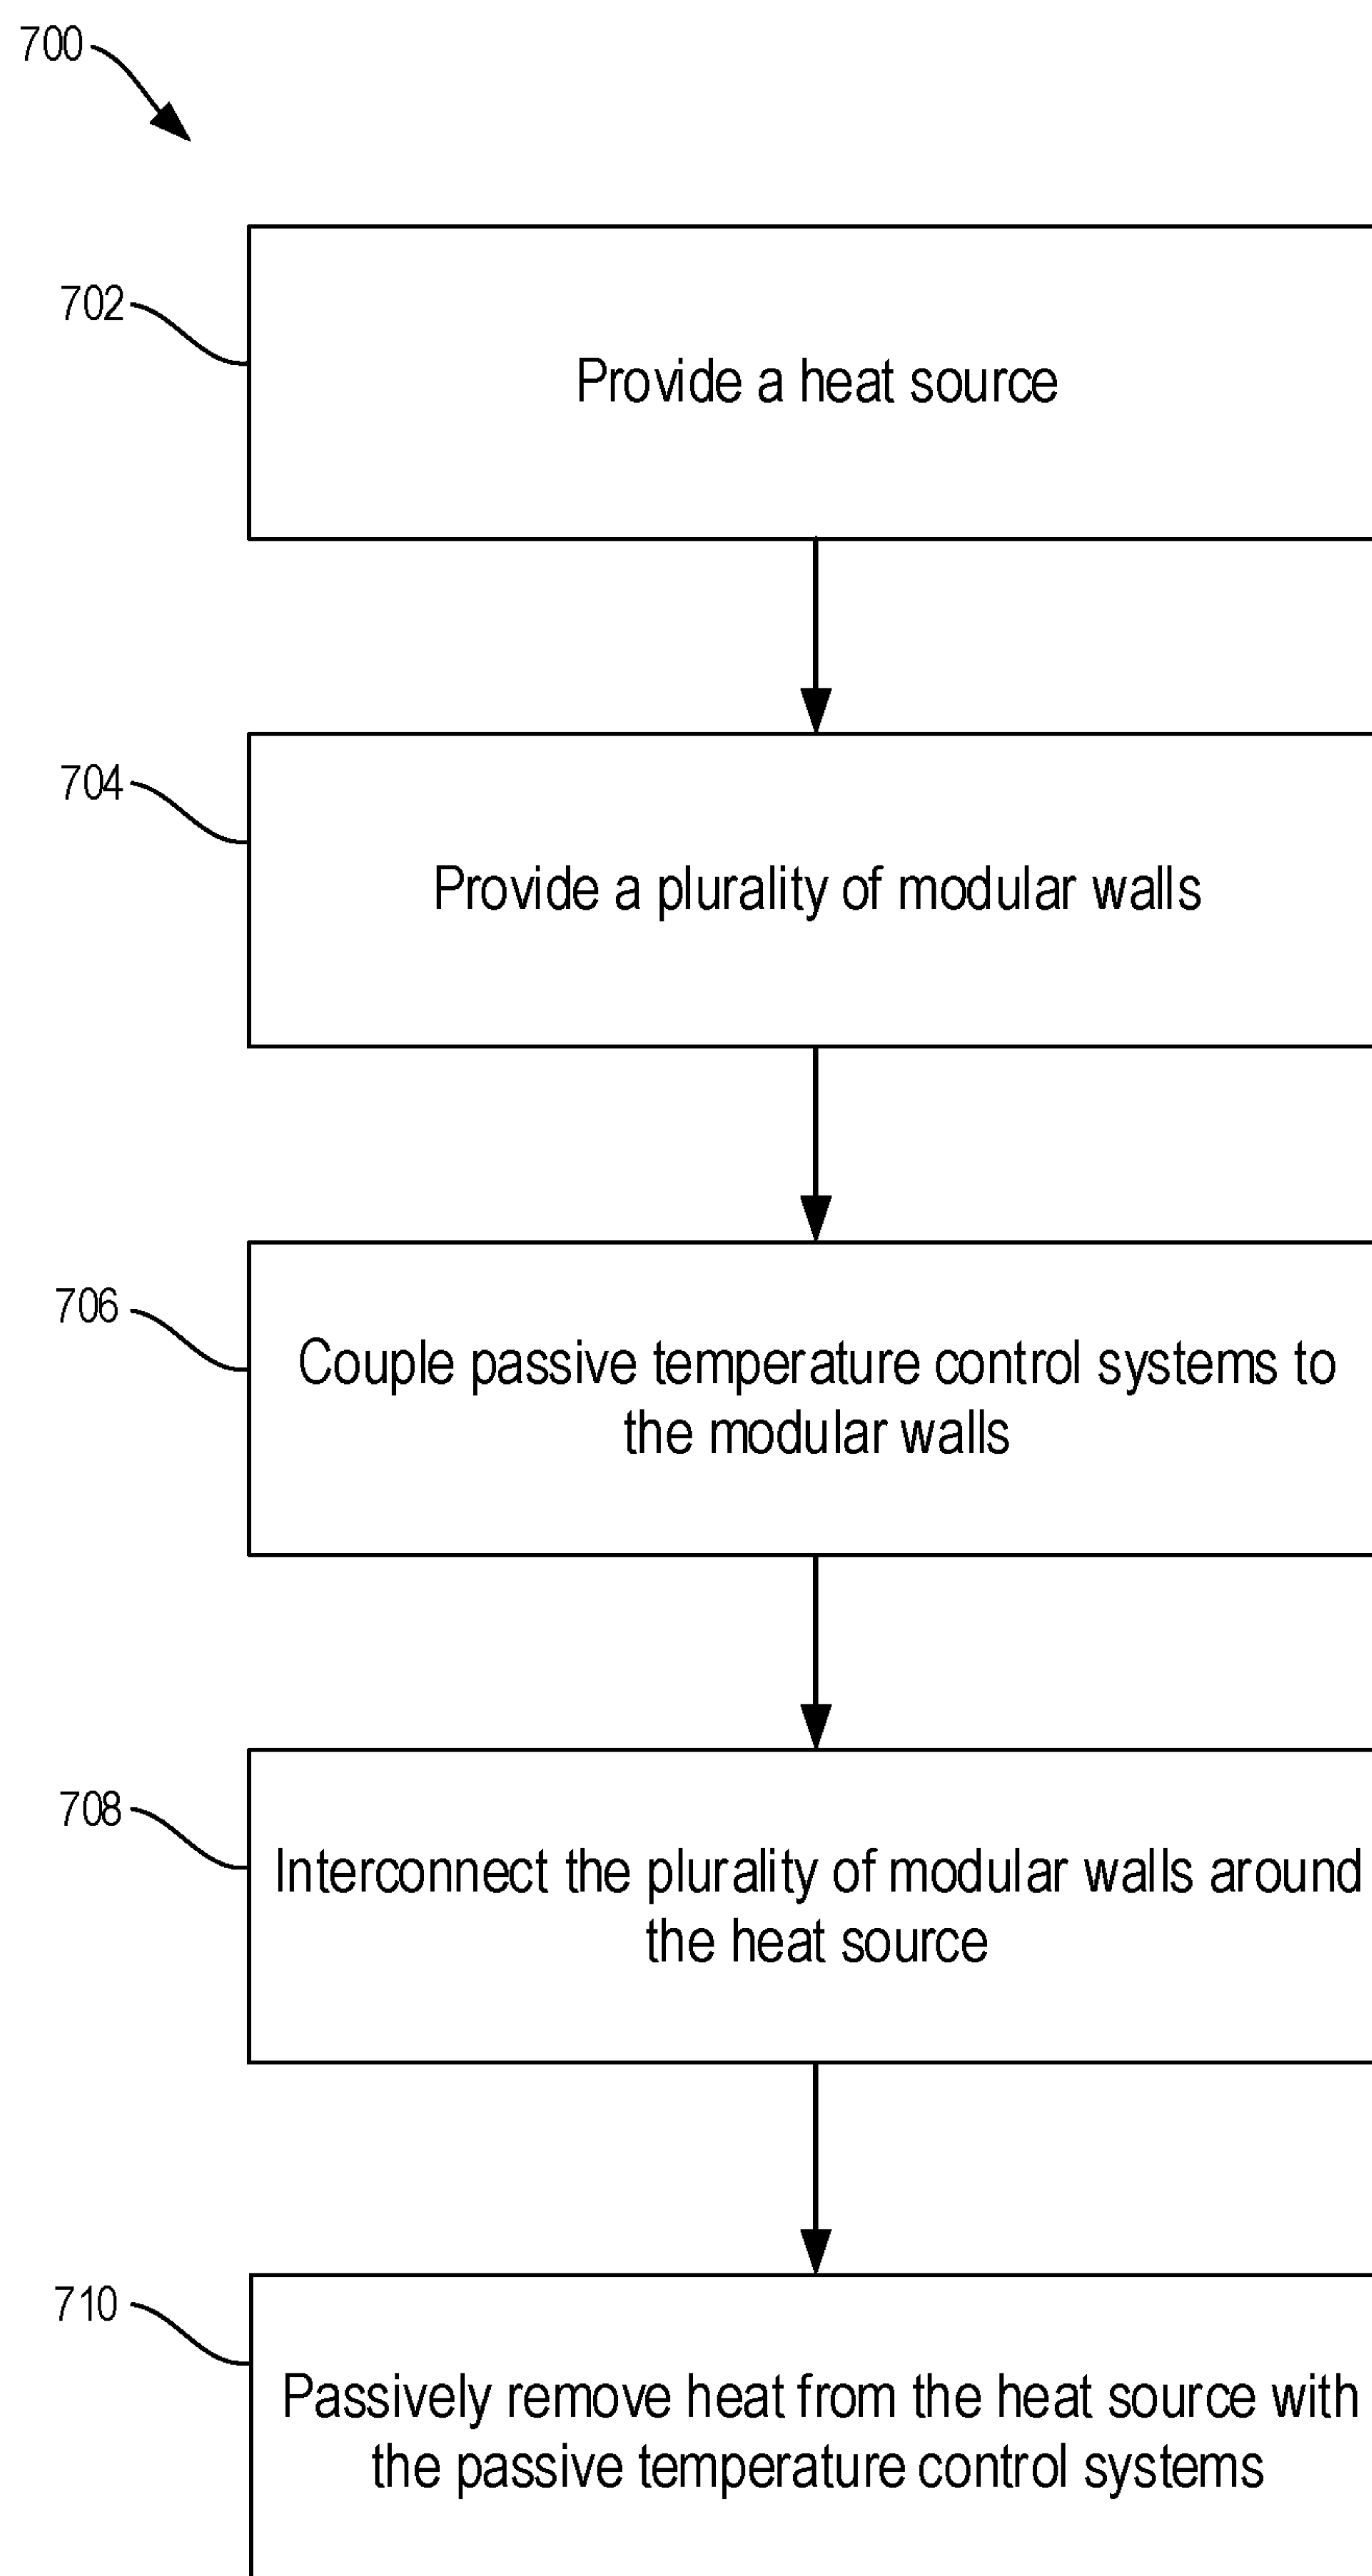 700
702
Provide a heat source
704
Provide a plurality of modular walls
706
Couple passive temperature control systems to
the modular walls
708
Interconnect the plurality of modular walls around
the heat source
710
Passively remove heat from the heat source with
the passive temperature control systems